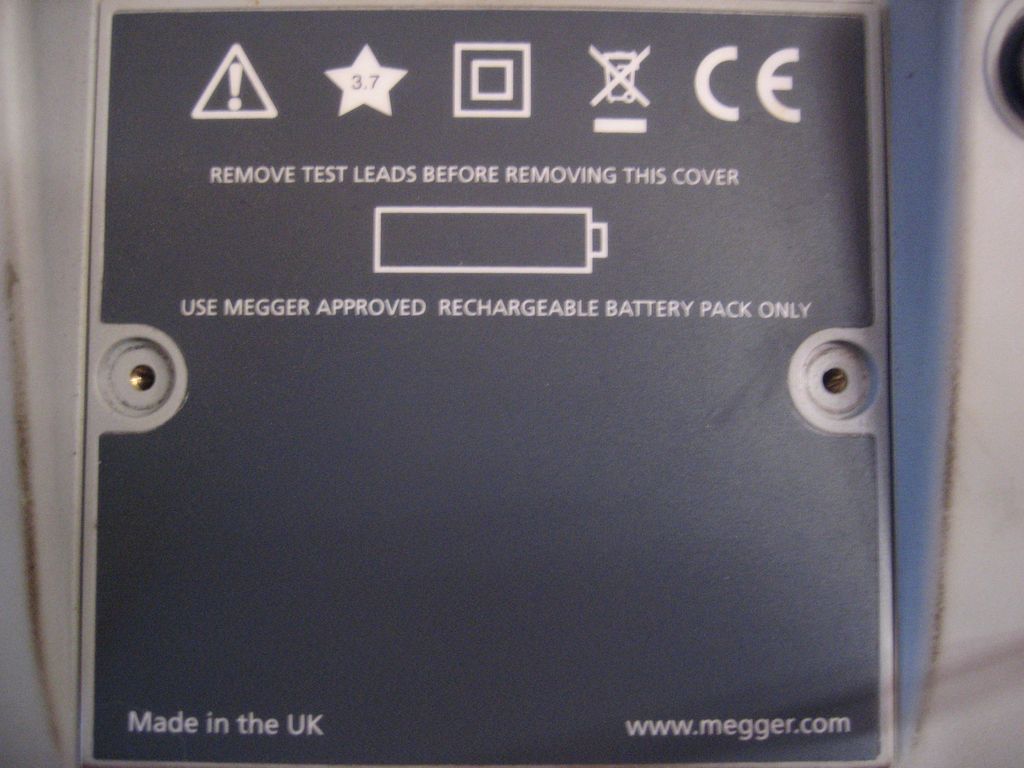 3.7
CE
REMOVE TEST LEADS BEFORE REMOVING THIS COVER
USE MEGGER APPROVED RECHARGEABLE BATTERY PACK ONLY
Made in the UK
www.megger.com